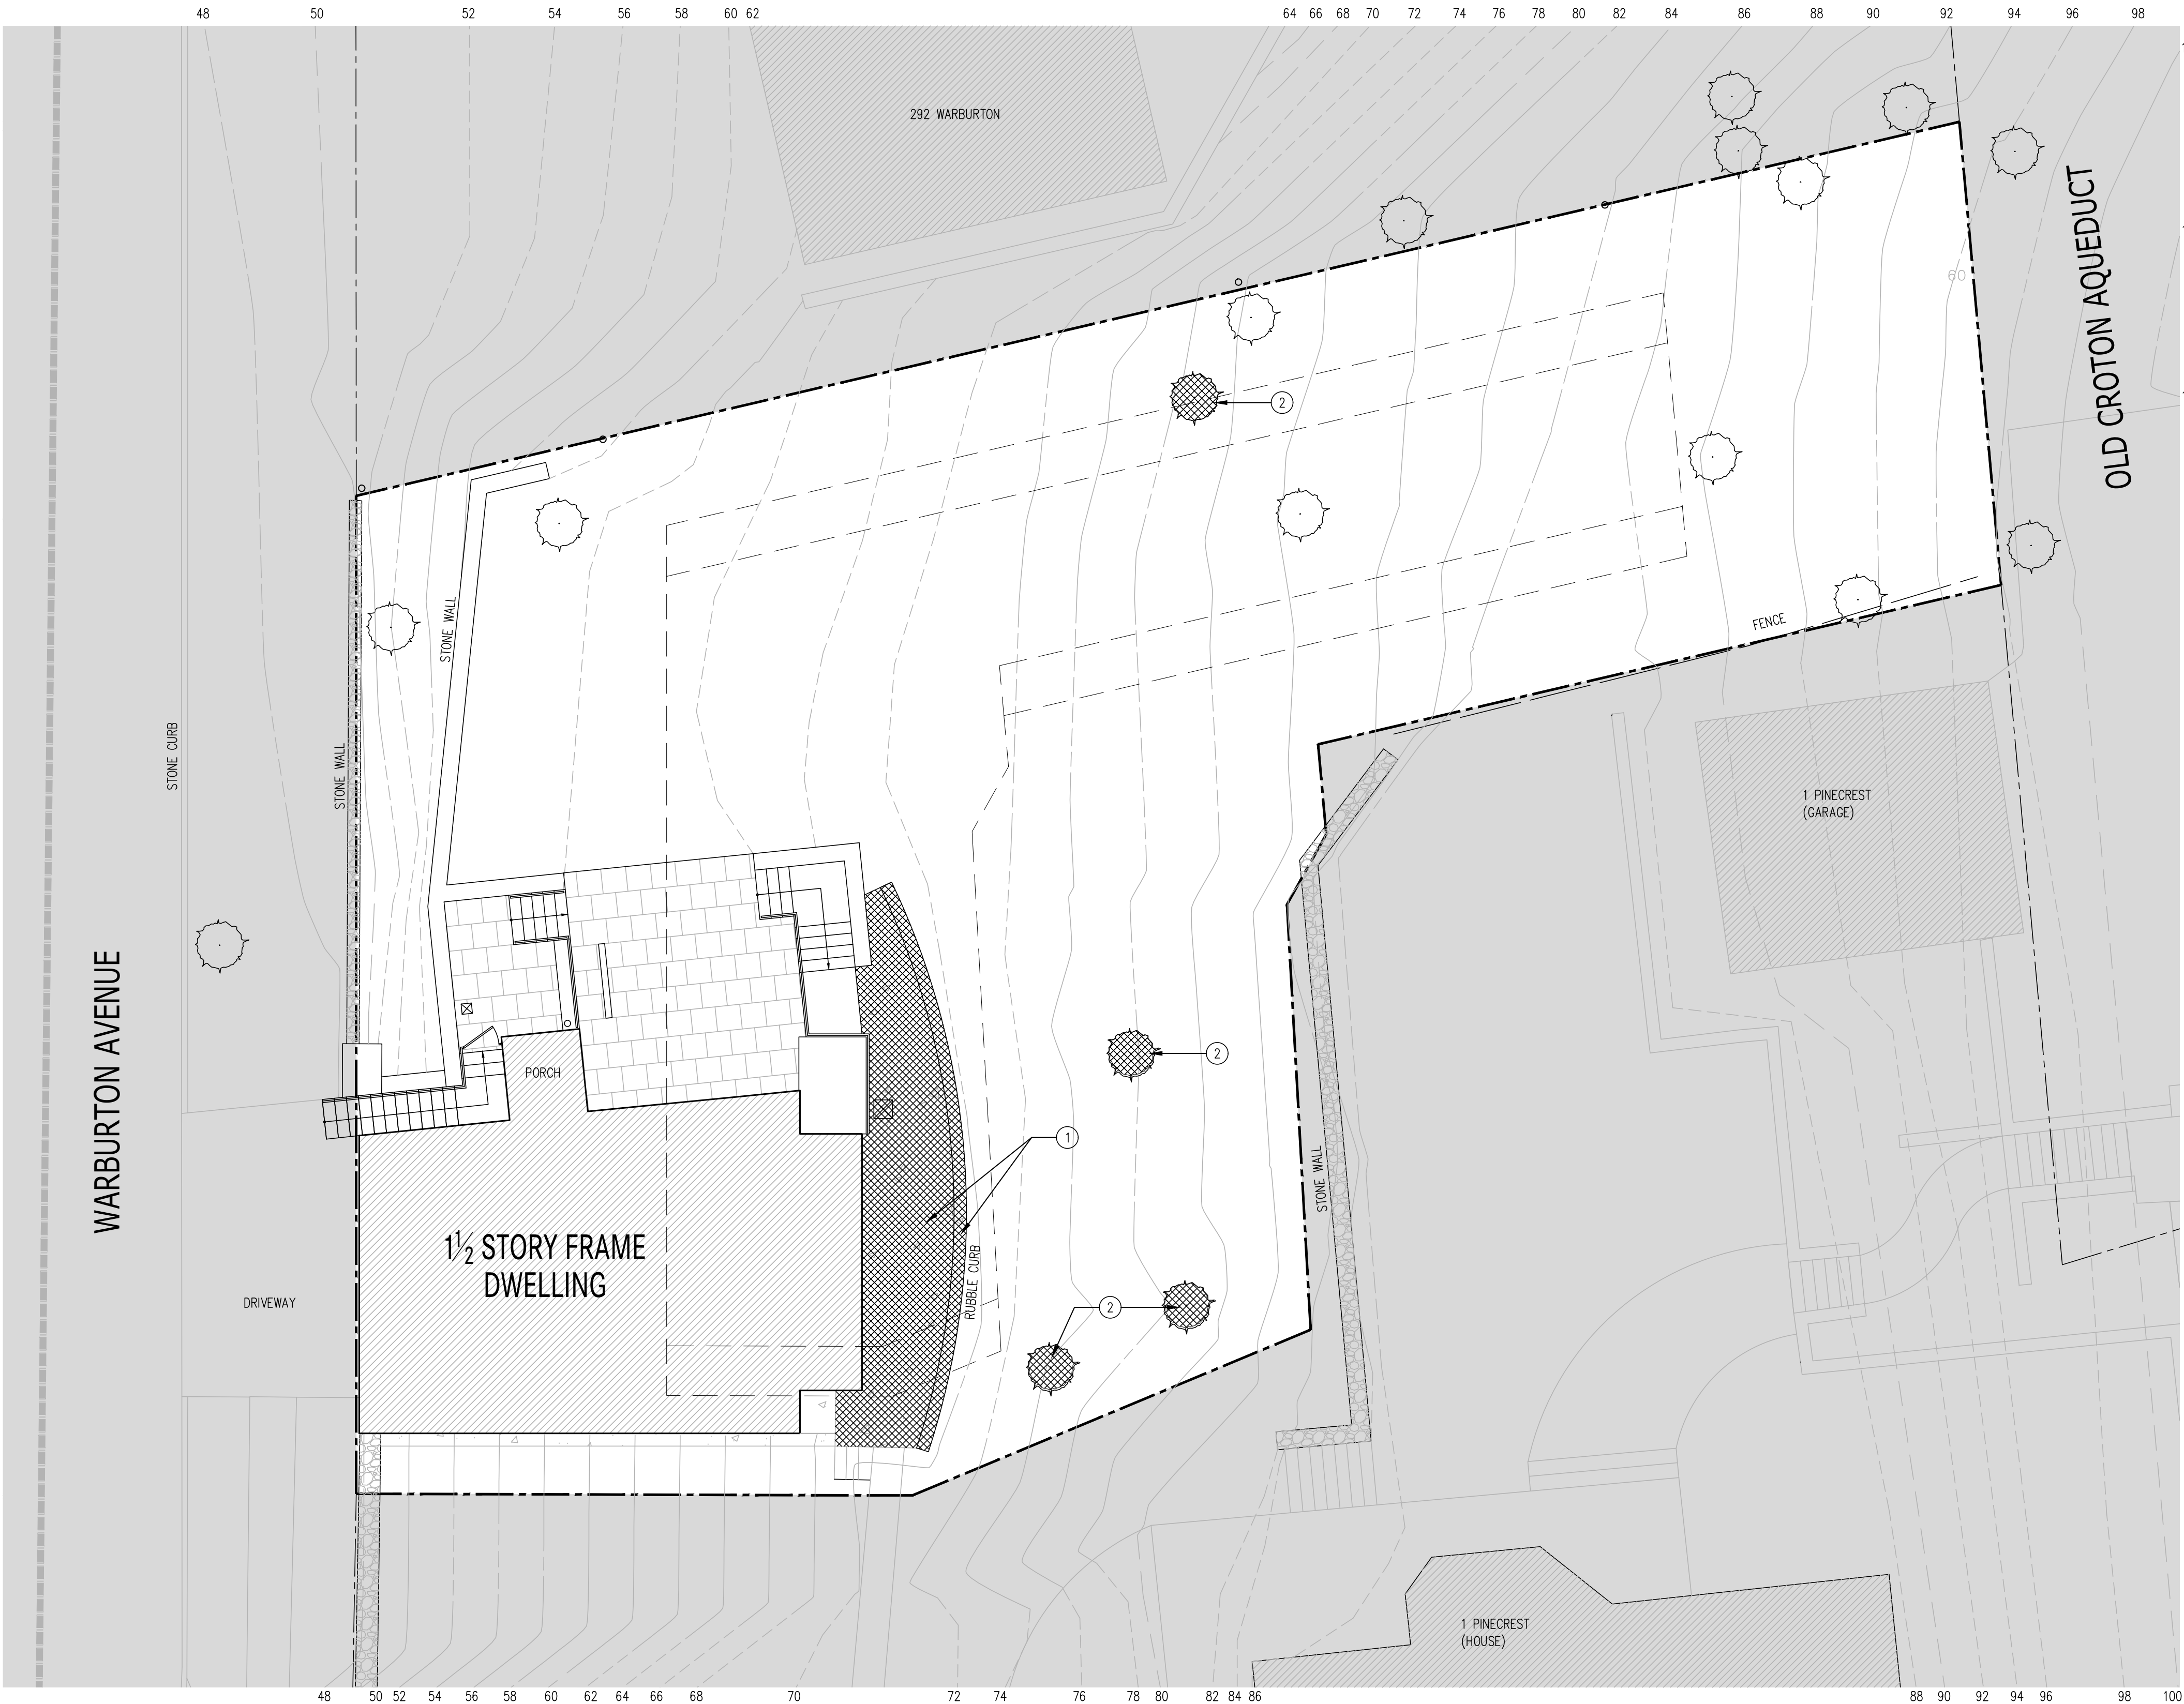 48 50 52 54 56 58 60 62 64 66 68 70 72 74 76 78 80 82 84 86 88 90 92 94 96 98
292 WARBURTON
OLD CROTON AQUEDUCT
60
2
STONE WALL
FENCE
STONE CURB
STONE WALL
1 PINECREST
(GARAGE)
WARBURTON AVENUE
2
PORCH
1
STONE WALL
1½ STORY FRAME
DWELLING
RUBBLE CURB
DRIVEWAY
2
1 PINECREST
(HOUSE)
48 50 52 54 56 58 60 62 64 66 68 70 72 74 76 78 80 82 84 86 88 90 92 94 96 98 100